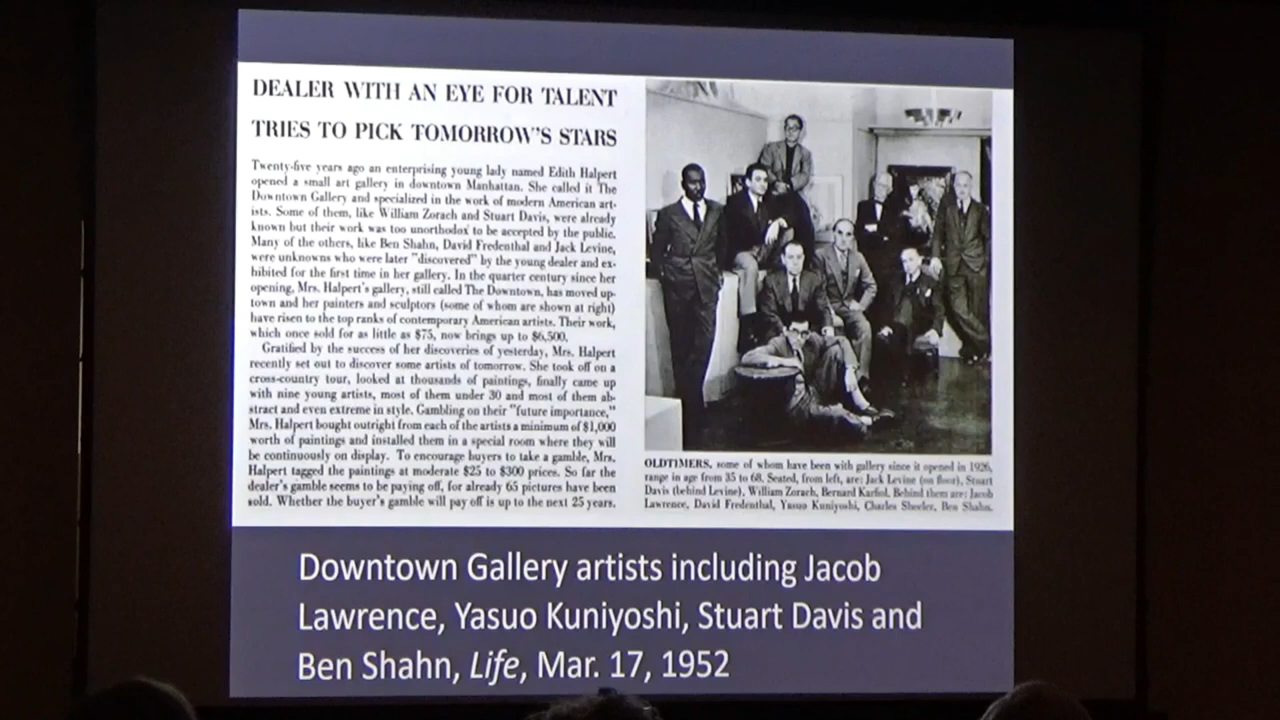 DEALER WITH AN EYE FOR TALENT
TRIES TO PICK TOMORROW'S STARS
Twenty-five years ago an enterprising young lady named Edith Halpert
opened a small art gallery in downtown Manhattan. She called it The
Downtown Gallery and specialized in the work of modern American art-
ists. Some of them, like William Zorach and Stuart Davis, were already
known but their work was too unorthodox to be accepted by the public.
Many of the others, like Ben Shahn, David Fredenthal and Jack Levine,
were unknowns who were later "discovered" by the young dealer and ex-
hibited for the first time in her gallery. In the quarter century since her
opening, Mrs. Halpert's gallery, still called The Downtown, has moved up-
town and her painters and sculptors (some of whom are shown at right)
have risen to the top ranks of contemporary American artists. Their work,
which once sold for as little as $75, now brings up to $6,500.
Gratified by the success of her discoveries of yesterday, Mrs. Halpert
recently set out to discover some artists of tomorrow. She took off on a
cross-country tour, looked at thousands of paintings, finally came up
with nine young artists, most of them under 30 and most of them ab-
stract and even extreme in style. Gambling on their "future importance,"
Mrs. Halpert bought outright from each of the artists a minimum of $1,000
worth of paintings and installed them in a special room where they will
be continuously on display. To encourage buyers to take a gamble, Mrs.
Halpert tagged the paintings at moderate $25 to $300 prices. So far the
dealer's gamble seems to be paying off, for already 65 pictures have been
sold. Whether the buyer's gamble will pay off is up to the next 25 years.
OLDTIMERS, some of whom have been with gallery since it opened in 1926,
range in age from 35 to 68. Seated, from left, are: Jack Levine (on floor), Stuart
Davis (behind Levine), William Zorach, Bernard Karfiol. Behind them are: Jacob
Lawrence, David Fredenthal, Yasuo Kuniyoshi, Charles Sheeler, Ben Shahn.
Downtown Gallery artists including Jacob
Lawrence, Yasuo Kuniyoshi, Stuart Davis and
Ben Shahn, Life, Mar. 17, 1952